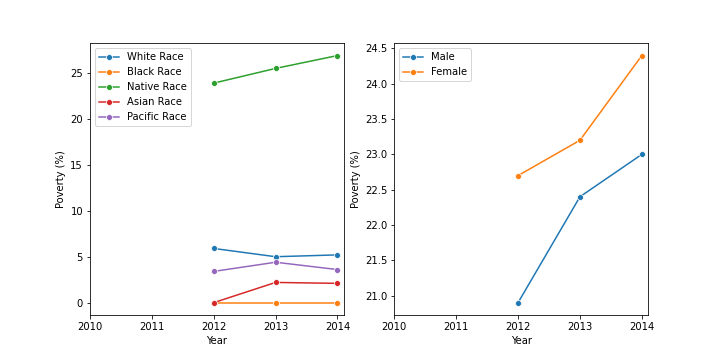 White Race
Black Race
Native Race
Asian Race
Pacific Race
25
20
15
10
5
0
Poverty (%)
2010 2011 2012 2013 2014
Year
Male
Female
24.5
24.0
23.5
23.0
22.5
22.0
21.5
21.0
Poverty (%)
2010 2011 2012 2013 2014
Year